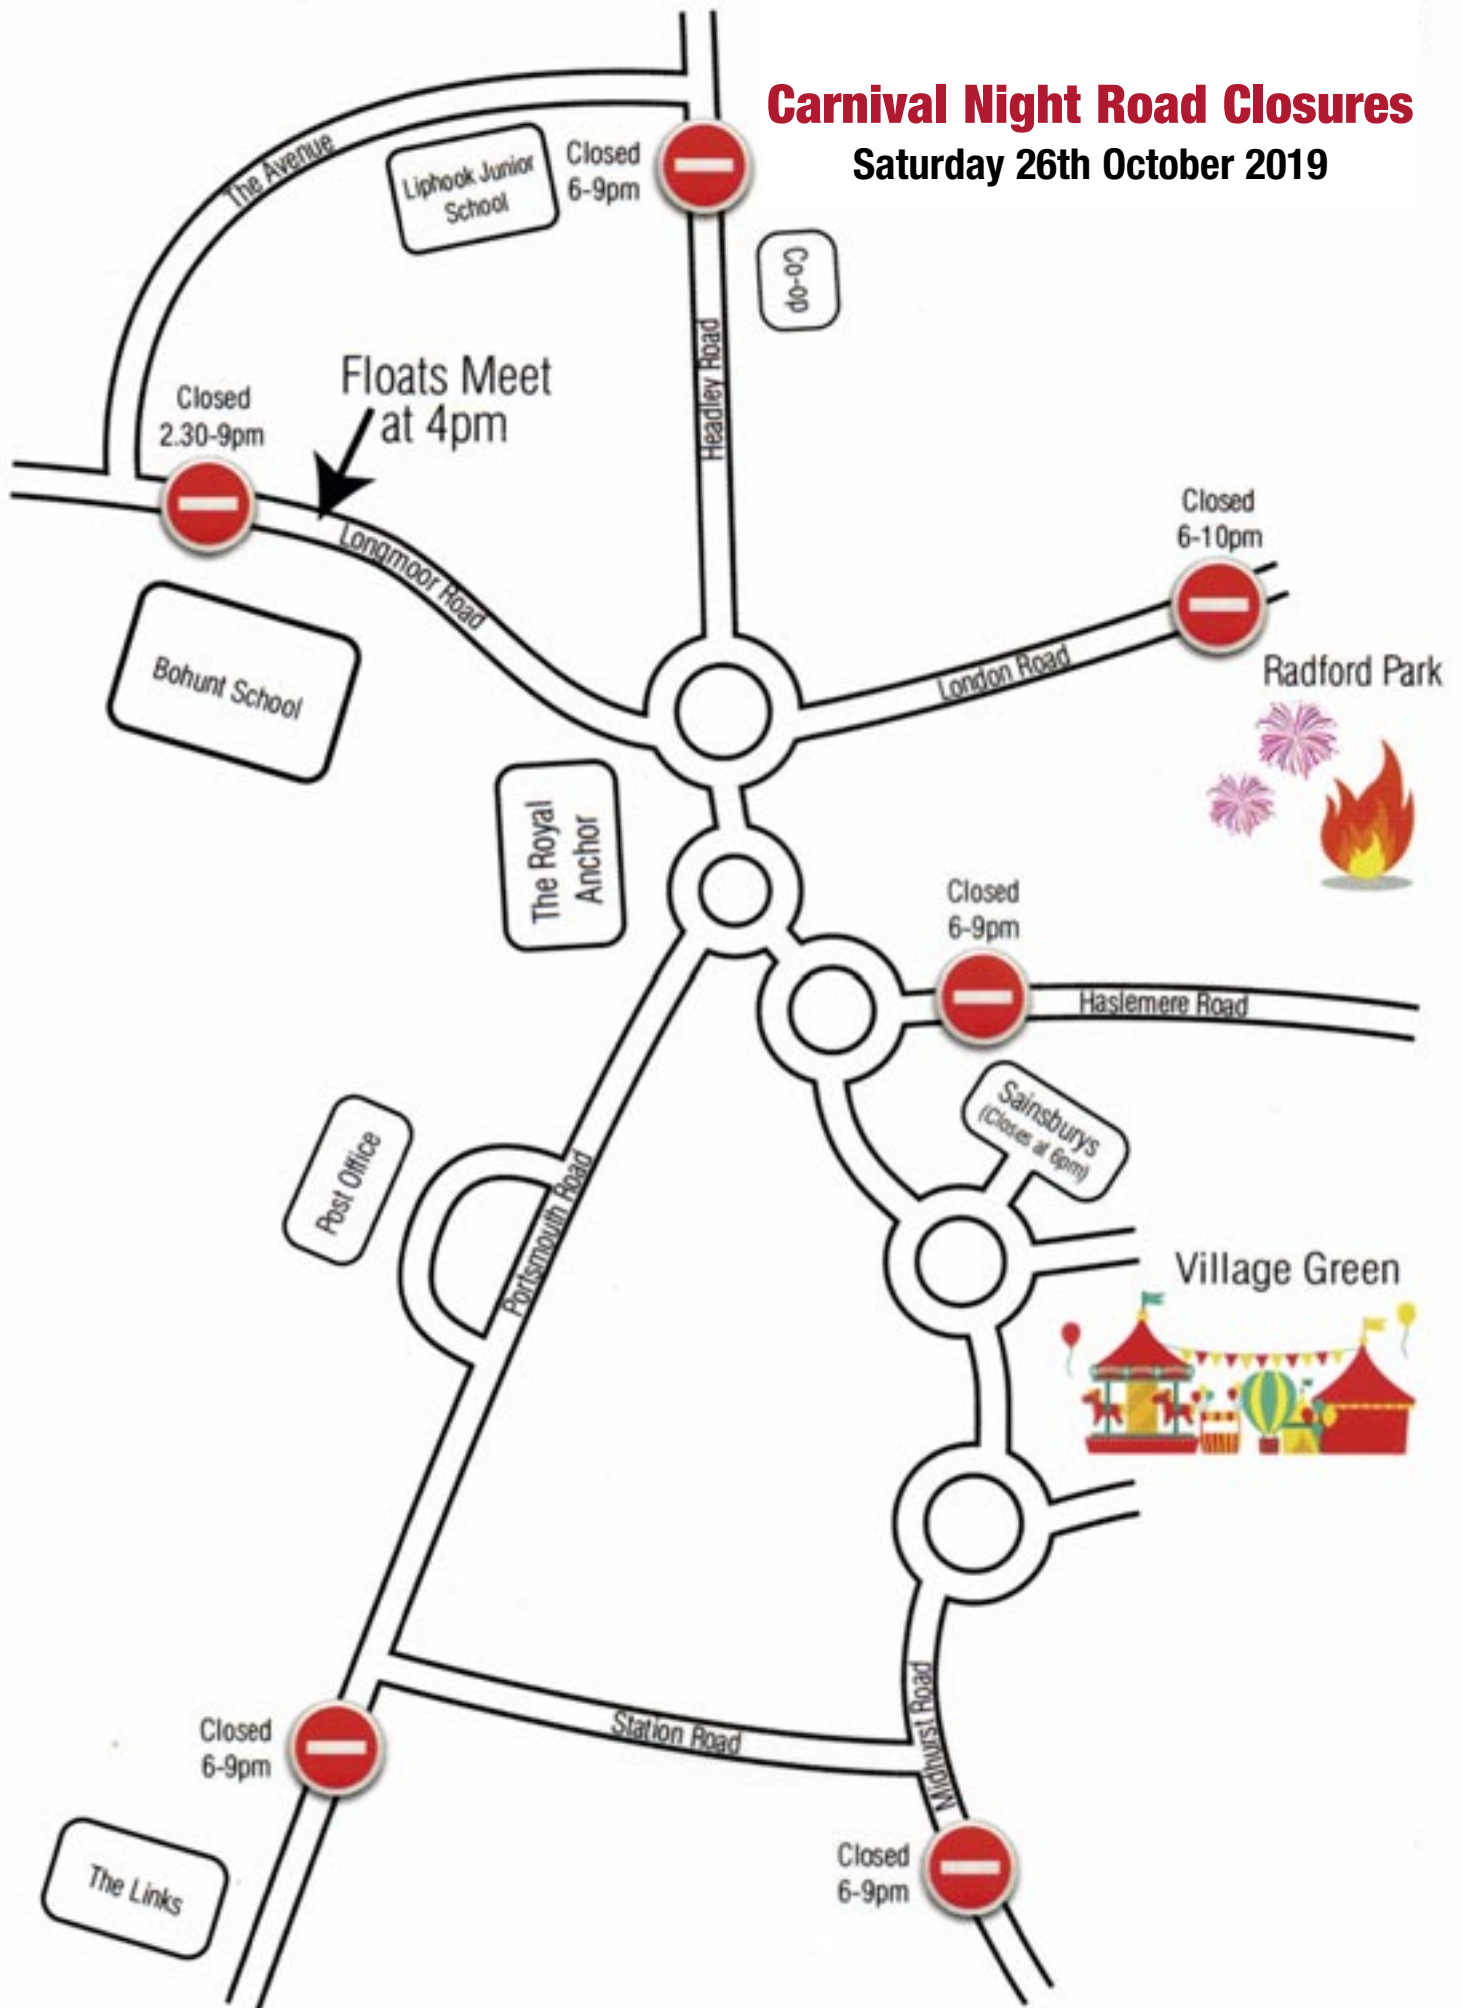 Carnival Night Road Closures
Saturday 26th October 2019
The Avenue
Liphook Junior
School
Closed
6-9pm
Co-op
Headley Road
Floats Meet
at 4pm
Closed
2.30-9pm
Longmoor Road
Bohunt School
Closed
6-10pm
London Road
Radford Park
The Royal
Anchor
Closed
6-9pm
Haslemere Road
Sainsburys
(Closes at 6pm)
Post Office
Portsmouth Road
Village Green
Closed
6-9pm
Station Road
Midhurst Road
The Links
Closed
6-9pm